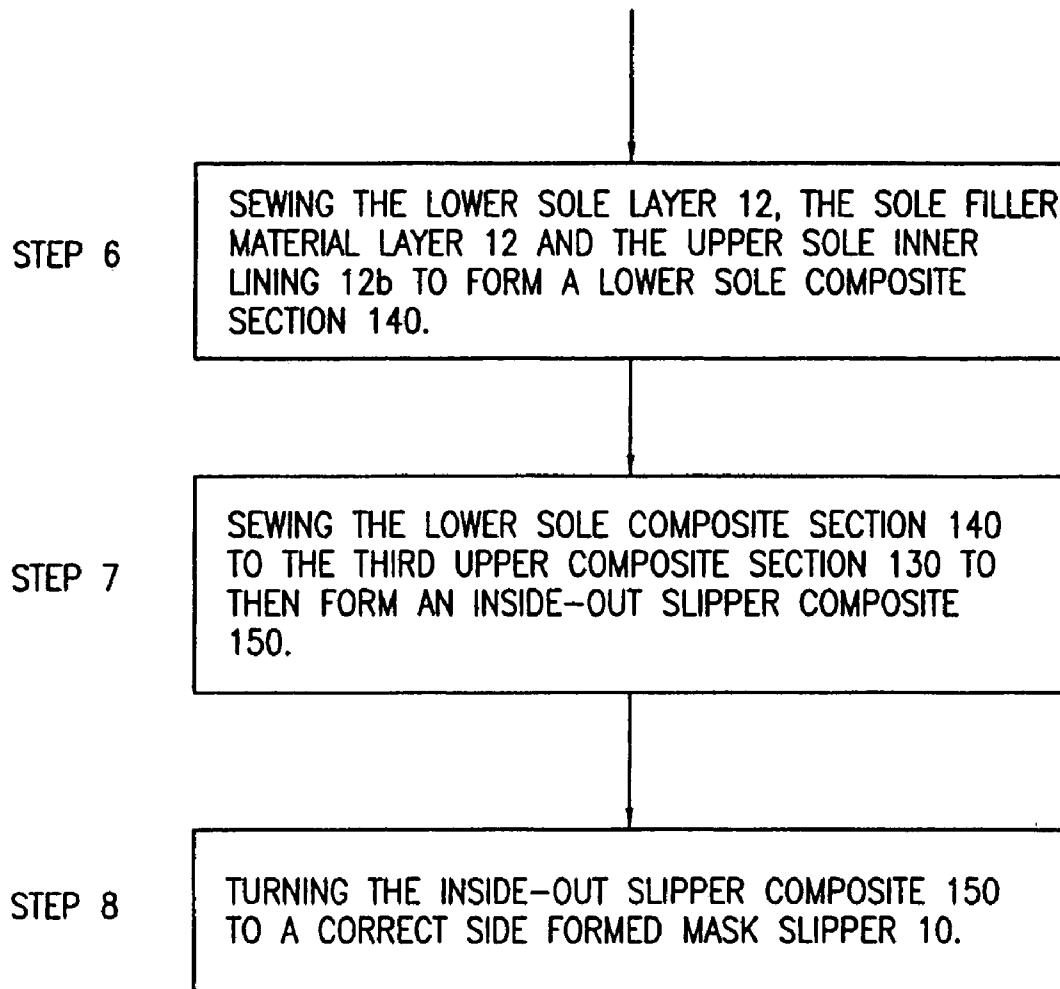 STEP 6
SEWING THE LOWER SOLE LAYER 12, THE SOLE FILLER
MATERIAL LAYER 12 AND THE UPPER SOLE INNER
LINING 12b TO FORM A LOWER SOLE COMPOSITE
SECTION 140.
STEP 7
SEWING THE LOWER SOLE COMPOSITE SECTION 140
TO THE THIRD UPPER COMPOSITE SECTION 130 TO
THEN FORM AN INSIDE-OUT SLIPPER COMPOSITE
150.
STEP 8
TURNING THE INSIDE-OUT SLIPPER COMPOSITE 150
TO A CORRECT SIDE FORMED MASK SLIPPER 10.